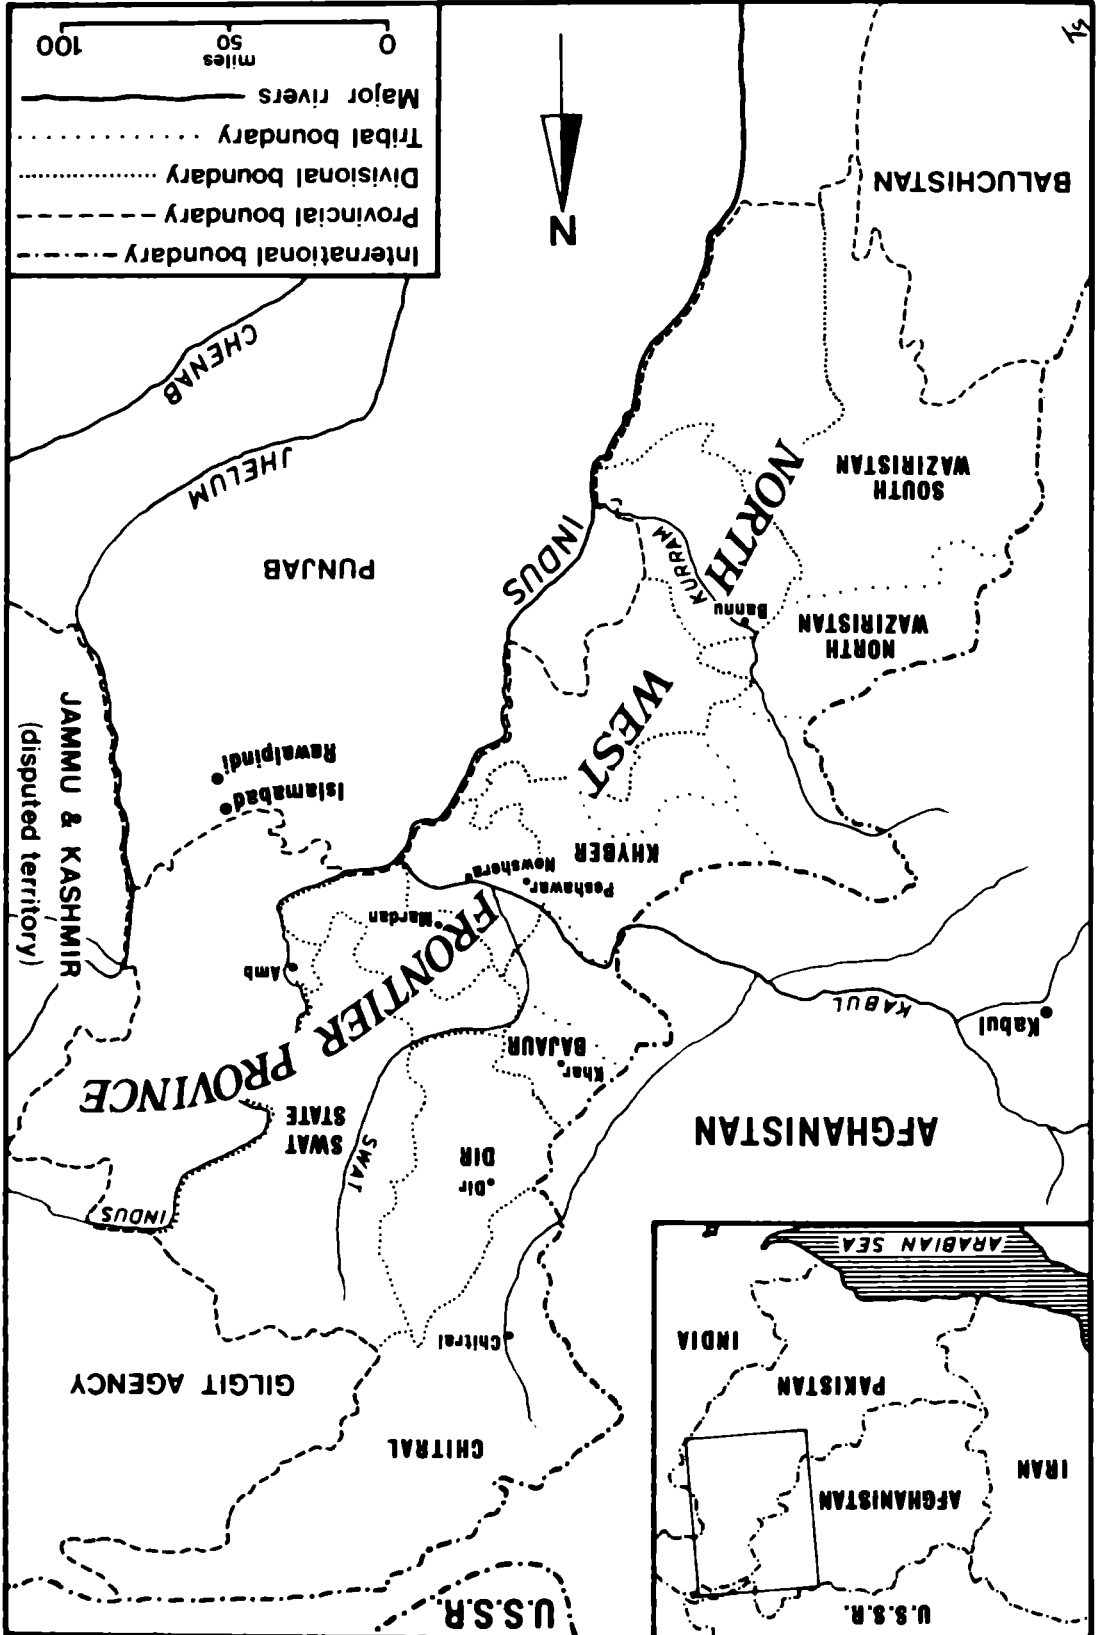 U.S.S.R.
AFGHANISTAN
IRAN
PAKISTAN
INDIA
ARABIAN SEA
U.S.S.R.
CHITRAL
GILGIT AGENCY
Chitral
INDUS
Dir
DIR
SWAT
SWAT
STATE
AFGHANISTAN
Khar
BAJAUR
Kabul
KABUL
NORTH
WEST
FRONTIER PROVINCE
Amb
Mardan
Peshawar
Nowshera
KHYBER
JAMMU & KASHMIR
(disputed territory)
Islamabad
Rawalpindi
NORTH
WAZIRISTAN
Bannu
KURRAM
INDUS
PUNJAB
SOUTH
WAZIRISTAN
JHELUM
CHENAB
BALUCHISTAN
N
International boundary
Provincial boundary
Divisional boundary
Tribal boundary
Major rivers
0 miles 50 100